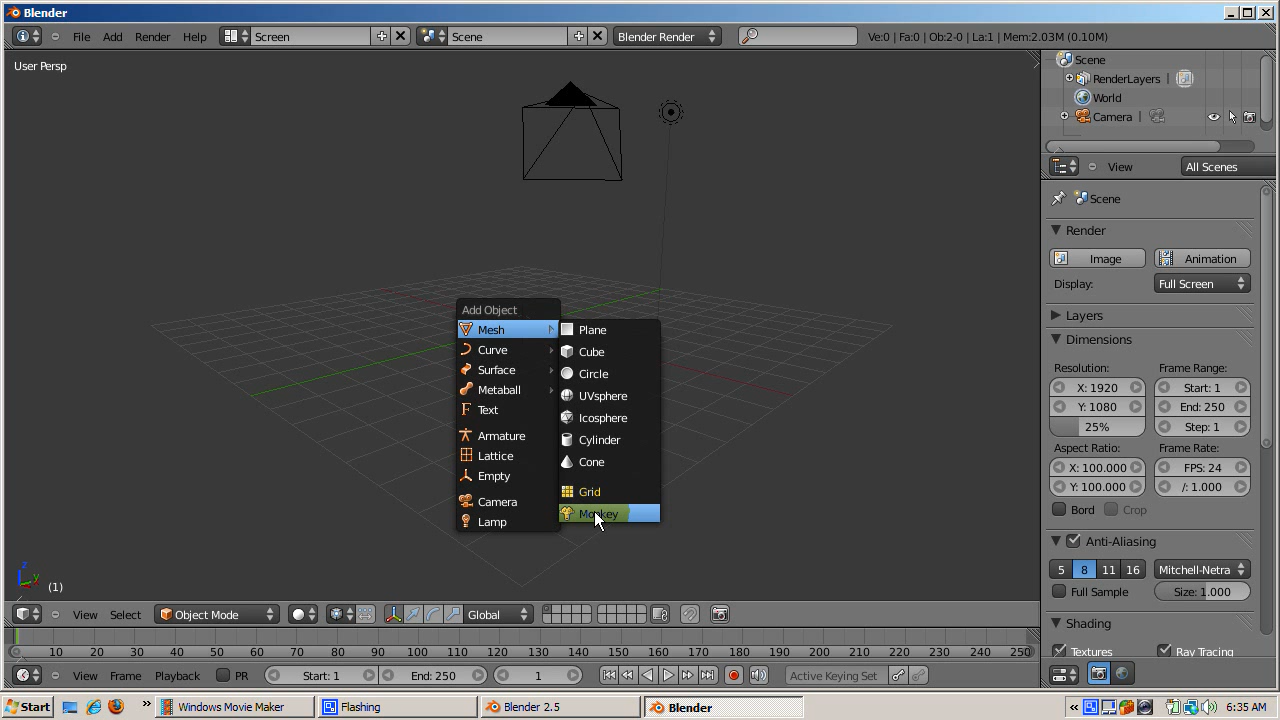 Blender
File Add Render Help Screen Scene Blender Render Ve:0 | Fa:0 | Ob:2-0 | La:1 | Mem:2.03M (0.10M)
User Persp
Add Object
Mesh
Curve
Surface
Metaball
Text
Armature
Lattice
Empty
Camera
Lamp
Plane
Cube
Circle
UVsphere
Icosphere
Cylinder
Cone
Grid
Monkey
z
y
(1)
View Select Object Mode Global
10 20 30 40 50 60 70 80 90 100 110 120 130 140 150 160 170 180 190 200 210 220 230 240 250
View Frame Playback PR Start: 1 End: 250 1 Active Keying Set
Scene
RenderLayers |
World
Camera |
View All Scenes
Scene
Render
Image Animation
Display: Full Screen
Layers
Dimensions
Resolution: Frame Range:
X: 1920 Start: 1
Y: 1080 End: 250
25% Step: 1
Aspect Ratio: Frame Rate:
X: 100.000 FPS: 24
Y: 100.000 /: 1.000
Bord Crop
Anti-Aliasing
5 8 11 16 Mitchell-Netra
Full Sample Size: 1.000
Shading
Textures Ray Tracing
Start Windows Movie Maker Flashing Blender 2.5 Blender 6:35 AM